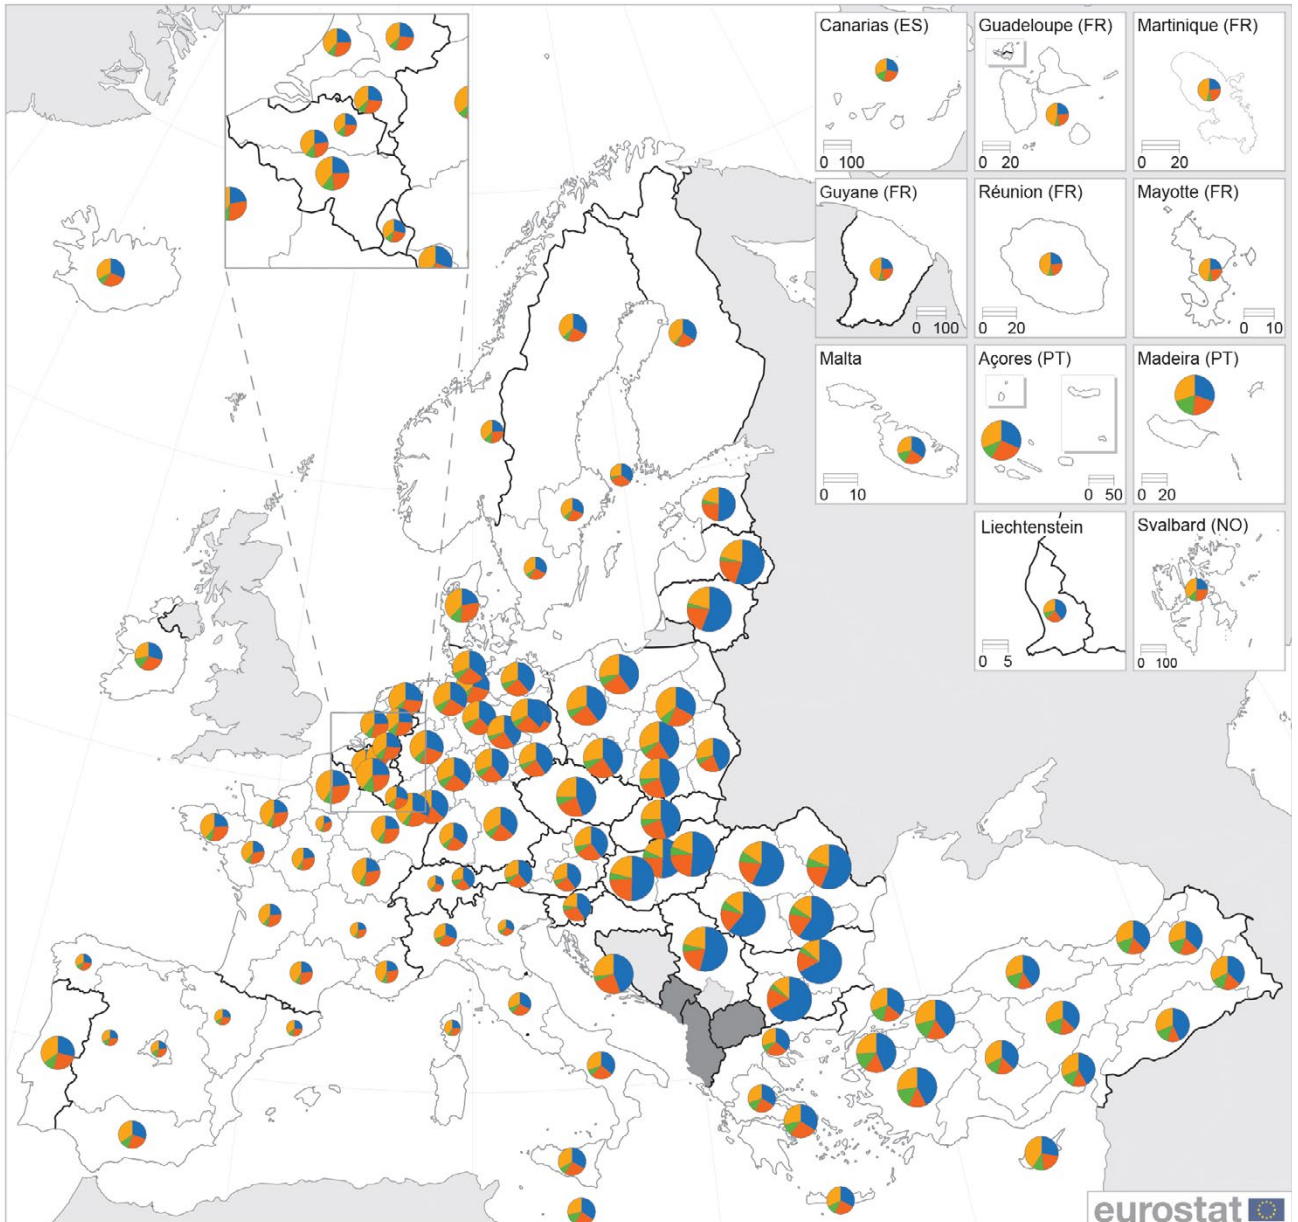 Canarias (ES)
0 100
Guadeloupe (FR)
0 20
Martinique (FR)
0 20
Guyane (FR)
0 100
Réunion (FR)
0 20
Mayotte (FR)
0 10
Malta
0 10
Açores (PT)
0 50
Madeira (PT)
0 20
Liechtenstein
0 5
Svalbard (NO)
0 100
eurostat